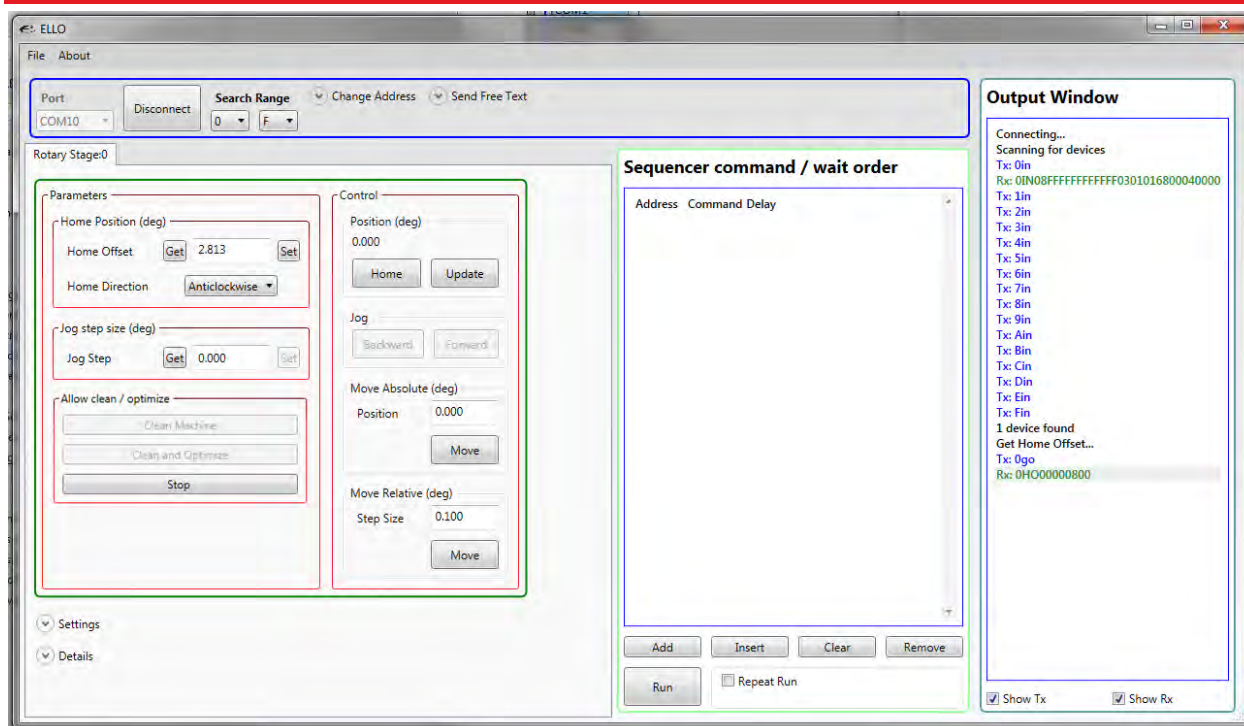 ELLO
File About
Port
COM10
Disconnect
Search Range
0 F
Change Address
Send Free Text
Rotary Stage:0
Parameters
Home Position (deg)
Home Offset Get 2.813 Set
Home Direction Anticlockwise
Jog step size (deg)
Jog Step Get 0.000 Set
Allow clean / optimize
Clean Machine
Clean and Optimize
Stop
Control
Position (deg)
0.000
Home Update
Jog
Backward Forward
Move Absolute (deg)
Position 0.000
Move
Move Relative (deg)
Step Size 0.100
Move
Settings
Details
Sequencer command / wait order
Address Command Delay
Add Insert Clear Remove
Run Repeat Run
Output Window
Connecting...
Scanning for devices
Tx: 0in
Rx: 0IN08FFFFFFFFFFFF0301016800040000
Tx: 1in
Tx: 2in
Tx: 3in
Tx: 4in
Tx: 5in
Tx: 6in
Tx: 7in
Tx: 8in
Tx: 9in
Tx: Ain
Tx: Bin
Tx: Cin
Tx: Din
Tx: Ein
Tx: Fin
1 device found
Get Home Offset...
Tx: 0go
Rx: 0HO00000800
Show Tx Show Rx